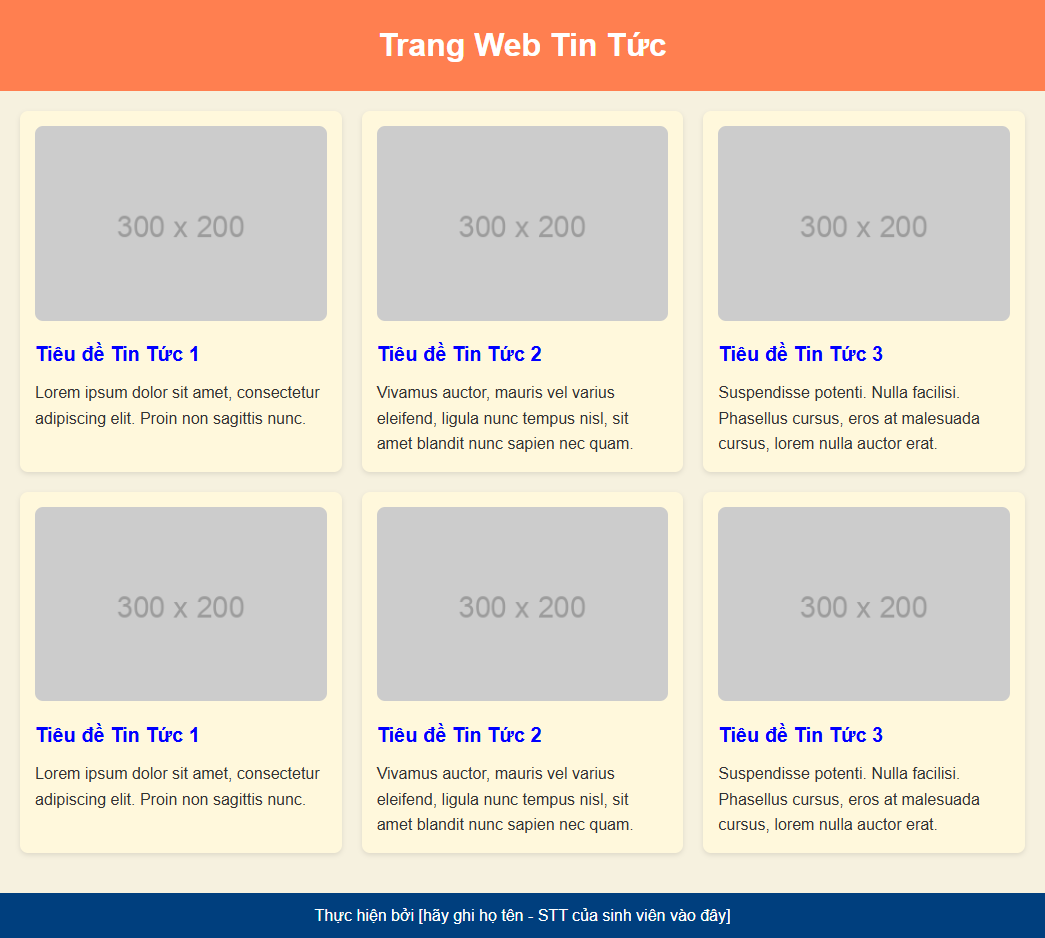 Trang Web Tin Tức
300 x 200
300 x 200
300 x 200
Tiêu đề Tin Tức 1
Lorem ipsum dolor sit amet, consectetur
adipiscing elit. Proin non sagittis nunc.
Tiêu đề Tin Tức 2
Vivamus auctor, mauris vel varius
eleifend, ligula nunc tempus nisl, sit
amet blandit nunc sapien nec quam.
Tiêu đề Tin Tức 3
Suspendisse potenti. Nulla facilisi.
Phasellus cursus, eros at malesuada
cursus, lorem nulla auctor erat.
300 x 200
300 x 200
300 x 200
Tiêu đề Tin Tức 1
Lorem ipsum dolor sit amet, consectetur
adipiscing elit. Proin non sagittis nunc.
Tiêu đề Tin Tức 2
Vivamus auctor, mauris vel varius
eleifend, ligula nunc tempus nisl, sit
amet blandit nunc sapien nec quam.
Tiêu đề Tin Tức 3
Suspendisse potenti. Nulla facilisi.
Phasellus cursus, eros at malesuada
cursus, lorem nulla auctor erat.
Thực hiện bởi [hãy ghi họ tên - STT của sinh viên vào đây]